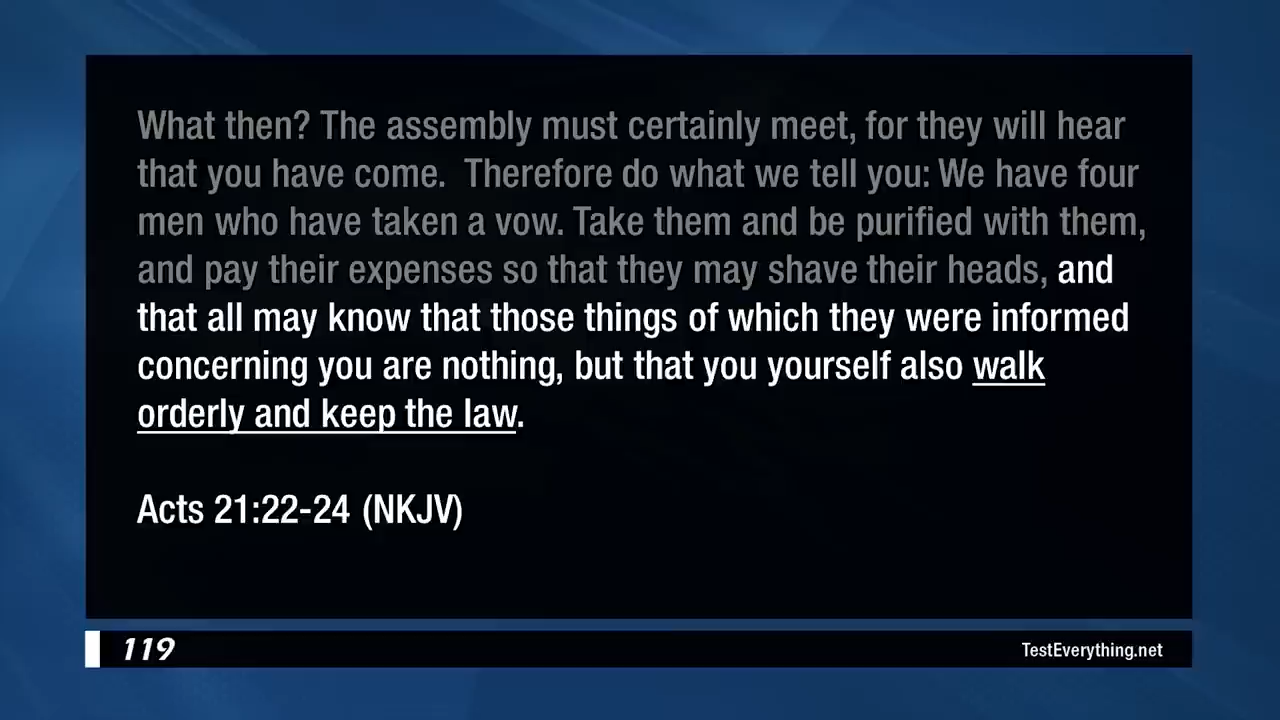 What then? The assembly must certainly meet, for they will hear
that you have come.  Therefore do what we tell you: We have four
men who have taken a vow. Take them and be purified with them,
and pay their expenses so that they may shave their heads, and
that all may know that those things of which they were informed
concerning you are nothing, but that you yourself also walk
orderly and keep the law.
Acts 21:22-24 (NKJV)
119
TestEverything.net